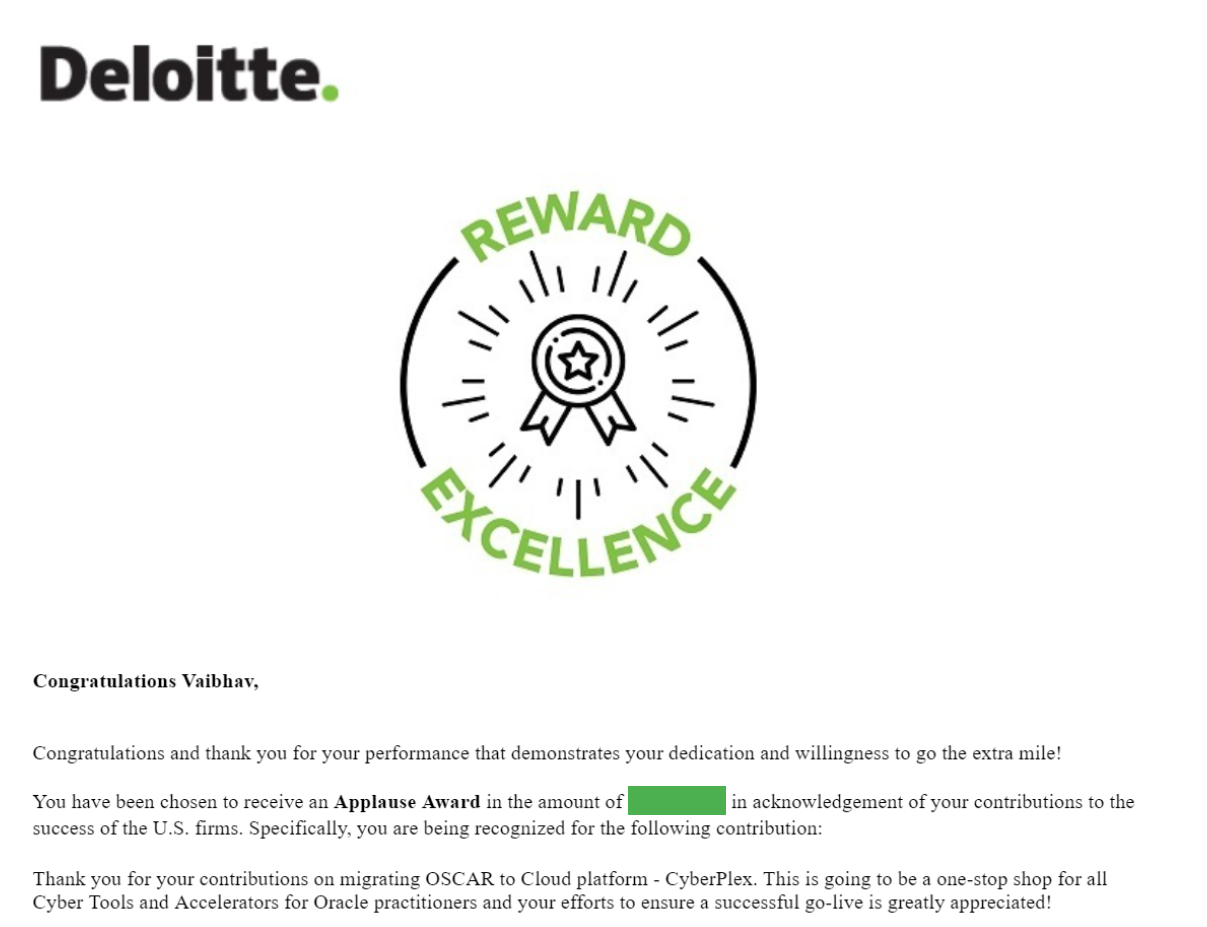 Deloitte.
REWARD
EXCELLENCE
Congratulations Vaibhav,
Congratulations and thank you for your performance that demonstrates your dedication and willingness to go the extra mile!
You have been chosen to receive an Applause Award in the amount of in acknowledgement of your contributions to the
success of the U.S. firms. Specifically, you are being recognized for the following contribution:
Thank you for your contributions on migrating OSCAR to Cloud platform - CyberPlex. This is going to be a one-stop shop for all
Cyber Tools and Accelerators for Oracle practitioners and your efforts to ensure a successful go-live is greatly appreciated!